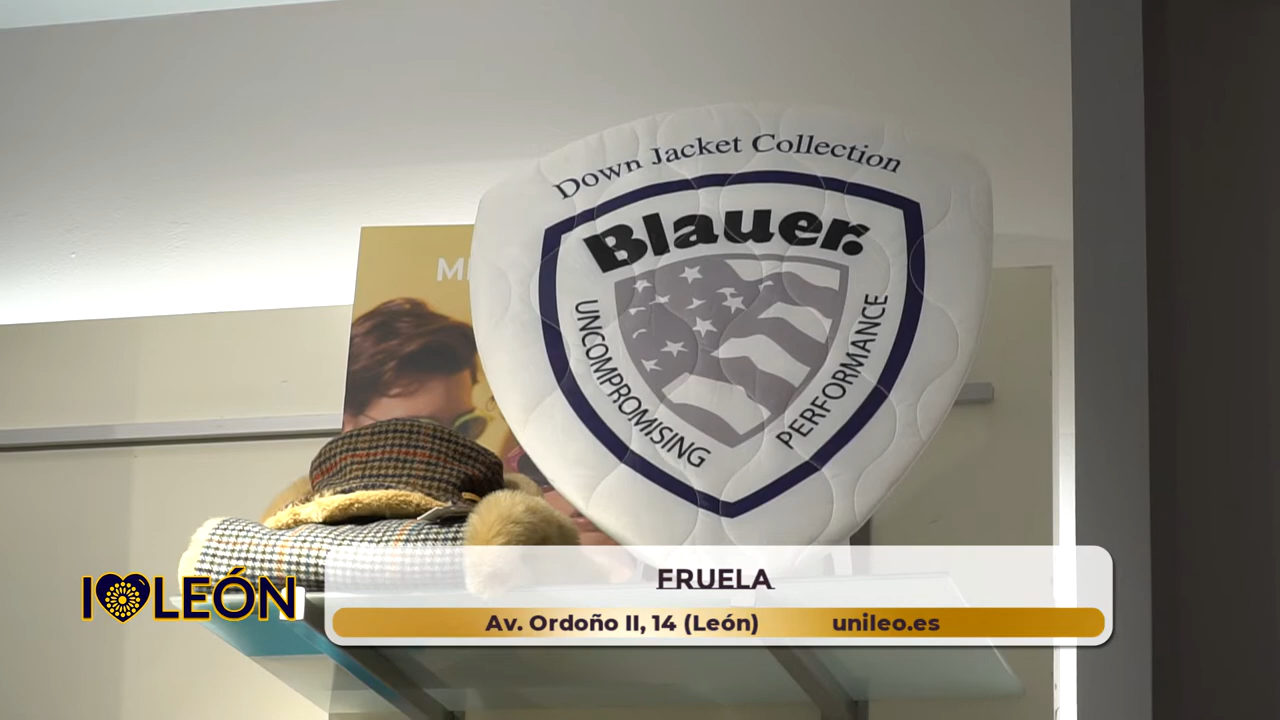 Down Jacket Collection
Blauer.
UNCOMPROMISING
PERFORMANCE
FRUELA
I LEÓN
Av. Ordoño II, 14 (León)
unileo.es